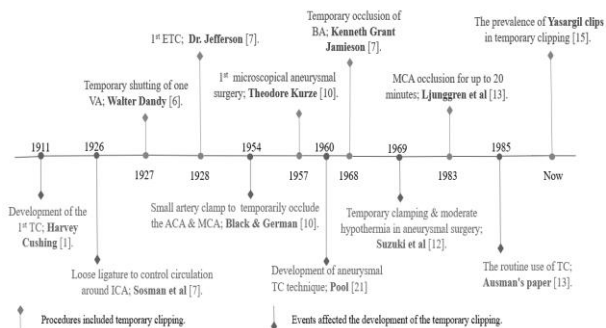 Temporary occlusion of
BA; Kenneth Grant
Jamieson [7].
The prevalence of Yasargil clips
in temporary clipping [15].
1st ETC; Dr. Jefferson [7].
1st microscopical aneurysmal
surgery; Theodore Kurze [10].
MCA occlusion for up to 20
minutes; Ljunggren et al [13].
Temporary shutting of one
VA; Walter Dandy [6].
1911 1926 1954 1960 1969 1985
1927 1928 1957 1968 1983 Now
Development of the
1st TC; Harvey
Cushing [1].
Small artery clamp to temporarily occlude
the ACA & MCA; Black & German [10].
Temporary clamping & moderate
hypothermia in aneurysmal surgery;
Suzuki et al [12].
Loose ligature to control circulation
around ICA; Sosman et al [7].
Development of aneurysmal
TC technique; Pool [21]
The routine use of TC;
Ausman's paper [13].
Procedures included temporary clipping.
Events affected the development of the temporary clipping.